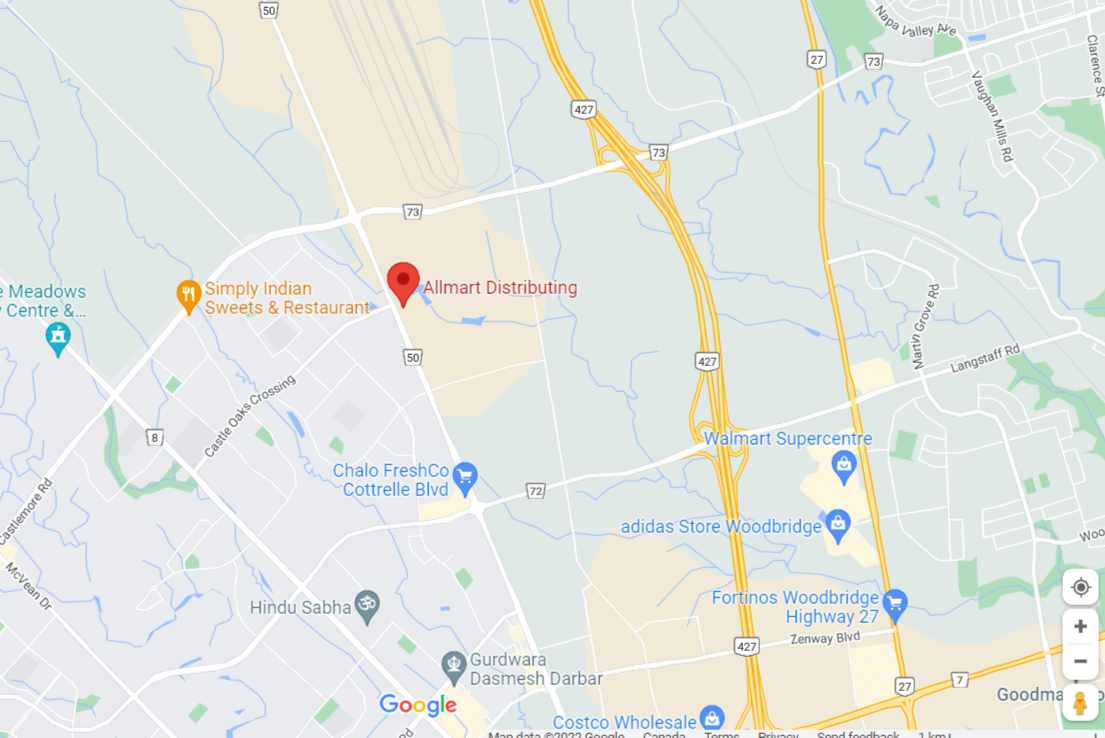 50
Napa Valley Ave
Clarence St
27
73
Vaughan Mills Rd
427
73
73
e Meadows
y Centre &...
Simply Indian
Sweets & Restaurant
Allmart Distributing
Martin Grove Rd
50
427
Langstaff Rd
Castle Oaks Crossing
8
Walmart Supercentre
Chalo FreshCo
Cottrelle Blvd
72
Castlemore Rd
adidas Store Woodbridge
Woo
McVean Dr
Hindu Sabha
Fortinos Woodbridge
Highway 27
Zenway Blvd
427
Gurdwara
Dasmesh Darbar
27
7
Goodma
Google
Costco Wholesale
Rd
Map data ©2022 Google Canada Terms Privacy Send feedback 1 km